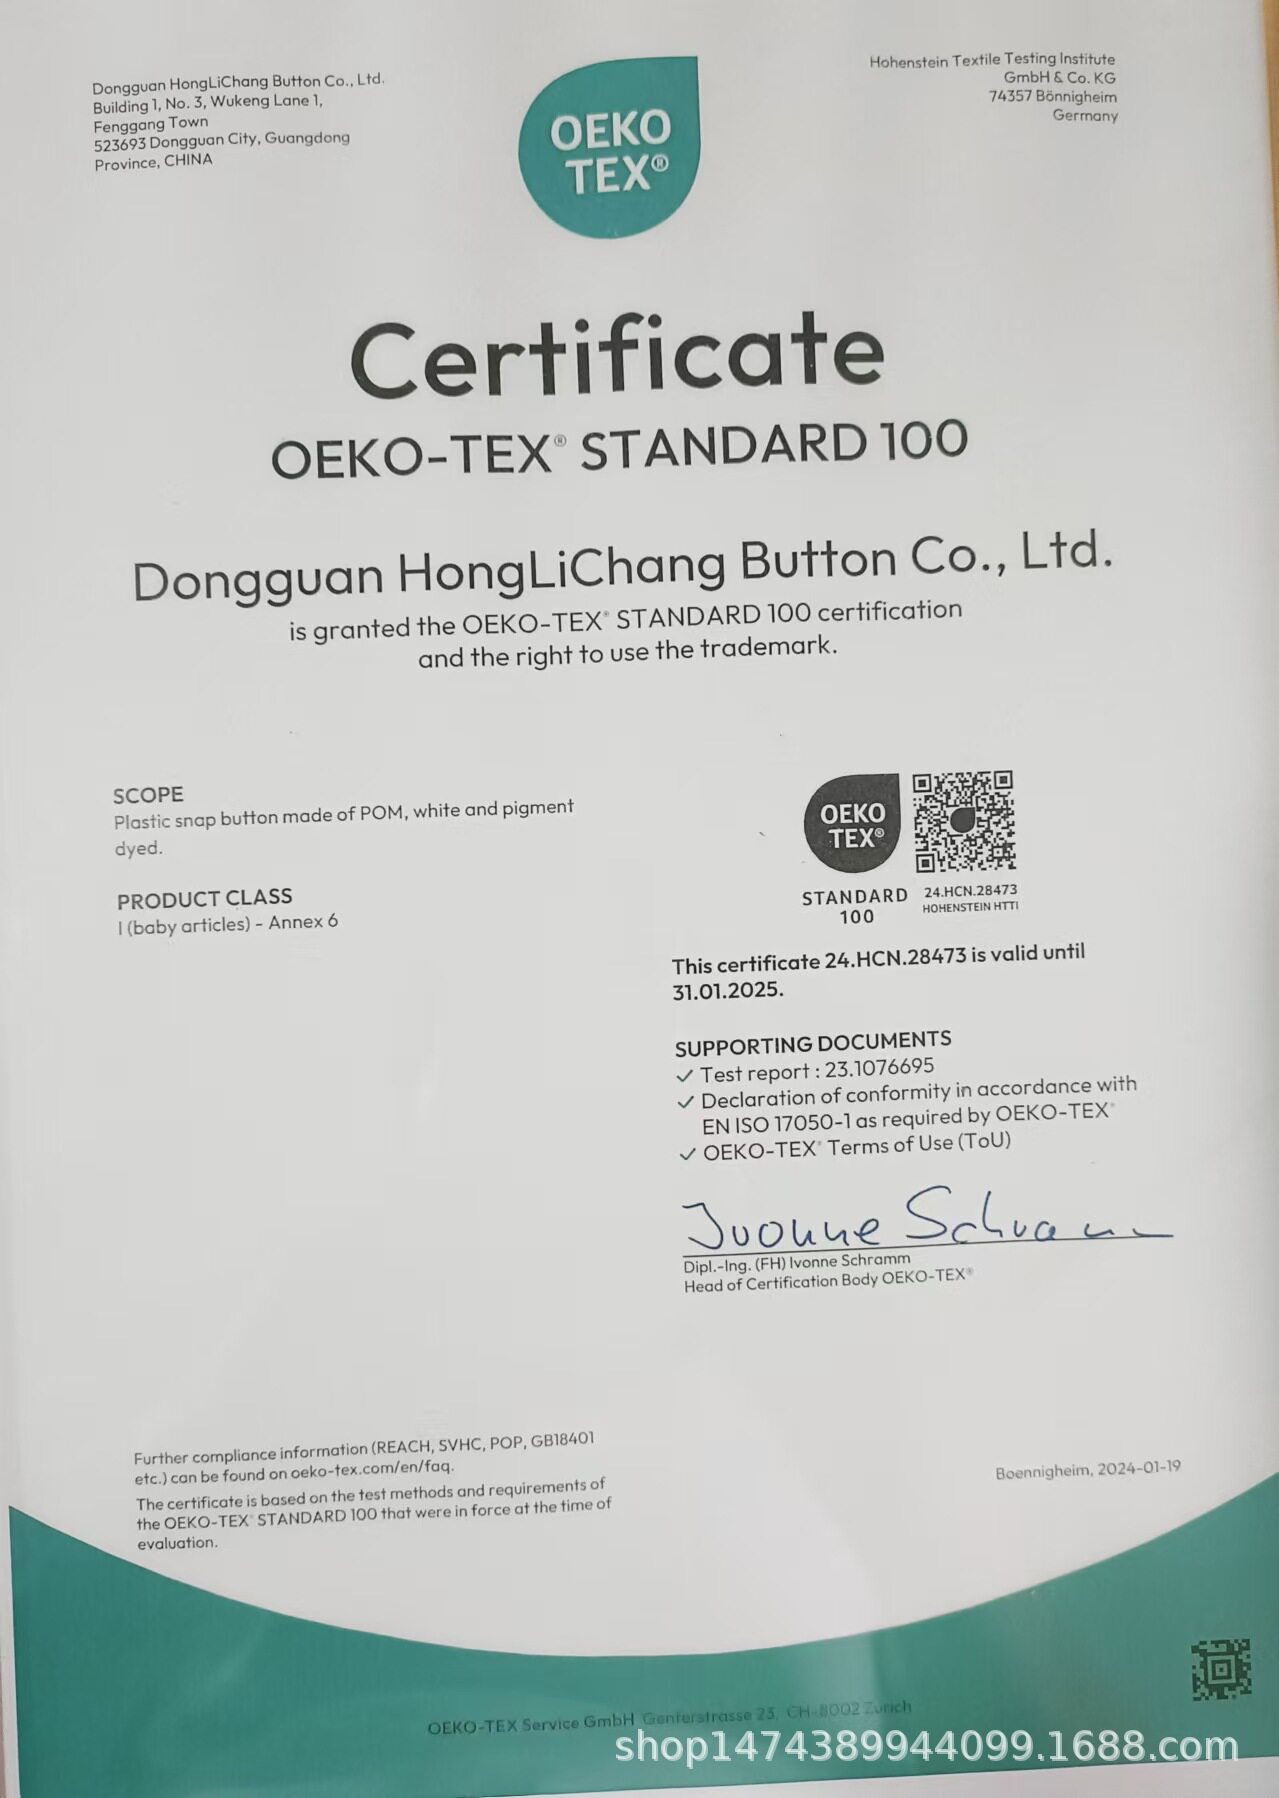 Dongguan HongLiChang Button Co., Ltd.
Building 1, No. 3, Wukeng Lane 1,
Fenggang Town
523693 Dongguan City, Guangdong
Province, CHINA
OEKO
TEX®
Hohenstein Textile Testing Institute
GmbH & Co. KG
74357 Bönnigheim
Germany
Certificate
OEKO-TEX® STANDARD 100
Dongguan HongLiChang Button Co., Ltd.
is granted the OEKO-TEX® STANDARD 100 certification
and the right to use the trademark.
SCOPE
Plastic snap button made of POM, white and pigment
dyed.
PRODUCT CLASS
I (baby articles) - Annex 6
OEKO
TEX®
STANDARD
100
24.HCN.28473
HOHENSTEIN HTTI
This certificate 24.HCN.28473 is valid until
31.01.2025.
SUPPORTING DOCUMENTS
✓ Test report : 23.1076695
✓ Declaration of conformity in accordance with
EN ISO 17050-1 as required by OEKO-TEX®
✓ OEKO-TEX® Terms of Use (ToU)
Ivonne Schramm
Dipl.-Ing. (FH) Ivonne Schramm
Head of Certification Body OEKO-TEX®
Further compliance information (REACH, SVHC, POP, GB18401
etc.) can be found on oeko-tex.com/en/faq.
The certificate is based on the test methods and requirements of
the OEKO-TEX® STANDARD 100 that were in force at the time of
evaluation.
Boennigheim, 2024-01-19
OEKO-TEX Service GmbH Genferstrasse 23, CH-8002 Zurich
shop1474389944099.1688.com